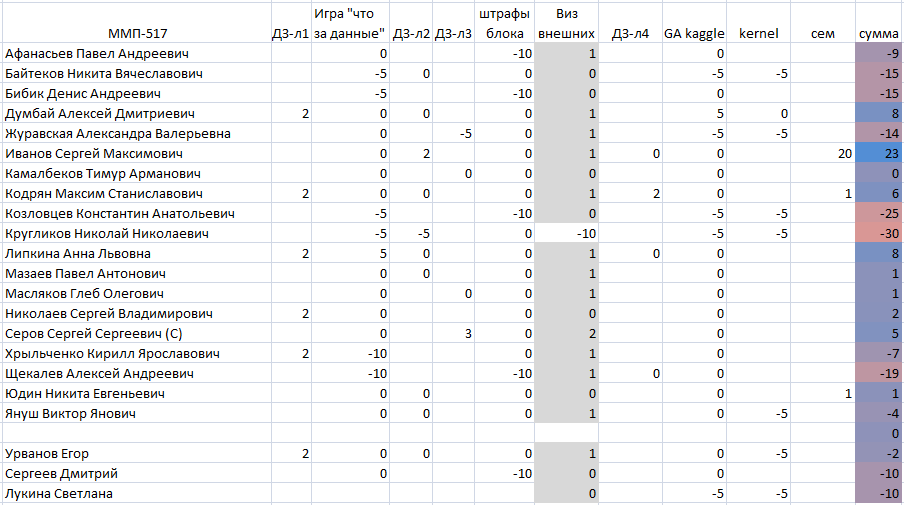 ММП-517 ДЗ-л1 Игра "что за данные" ДЗ-л2 ДЗ-л3 штрафы блока Виз внешних ДЗ-л4 GA kaggle kernel сем сумма
Афанасьев Павел Андреевич 0 -10 1 0 -9
Байтеков Никита Вячеславович -5 0 0 0 -5 -5 -15
Бибик Денис Андреевич -5 -10 0 0 -15
Думбай Алексей Дмитриевич 2 0 0 0 1 5 0 8
Журавская Александра Валерьевна 0 -5 0 1 -5 -5 -14
Иванов Сергей Максимович 0 2 0 1 0 0 20 23
Камалбеков Тимур Арманович 0 0 0 0 0 0
Кодрян Максим Станиславович 2 0 0 0 1 2 0 1 6
Козловцев Константин Анатольевич -5 -10 0 -5 -5 -25
Кругликов Николай Николаевич -5 -5 0 -10 -5 -5 -30
Липкина Анна Львовна 2 5 0 0 1 0 0 8
Мазаев Павел Антонович 0 0 0 1 0 1
Масляков Глеб Олегович 0 0 0 1 0 1
Николаев Сергей Владимирович 2 0 0 0 0 2
Серов Сергей Сергеевич (С) 0 3 0 2 0 5
Хрыльченко Кирилл Ярославович 2 -10 0 1 0 -7
Щекалев Алексей Андреевич -10 -10 1 0 0 -19
Юдин Никита Евгеньевич 0 0 0 0 0 1 1
Януш Виктор Янович 0 0 0 1 0 -5 -4
0
Урванов Егор 2 0 0 0 1 0 -5 -2
Сергеев Дмитрий 0 -10 0 0 -10
Лукина Светлана 0 -5 -5 -10